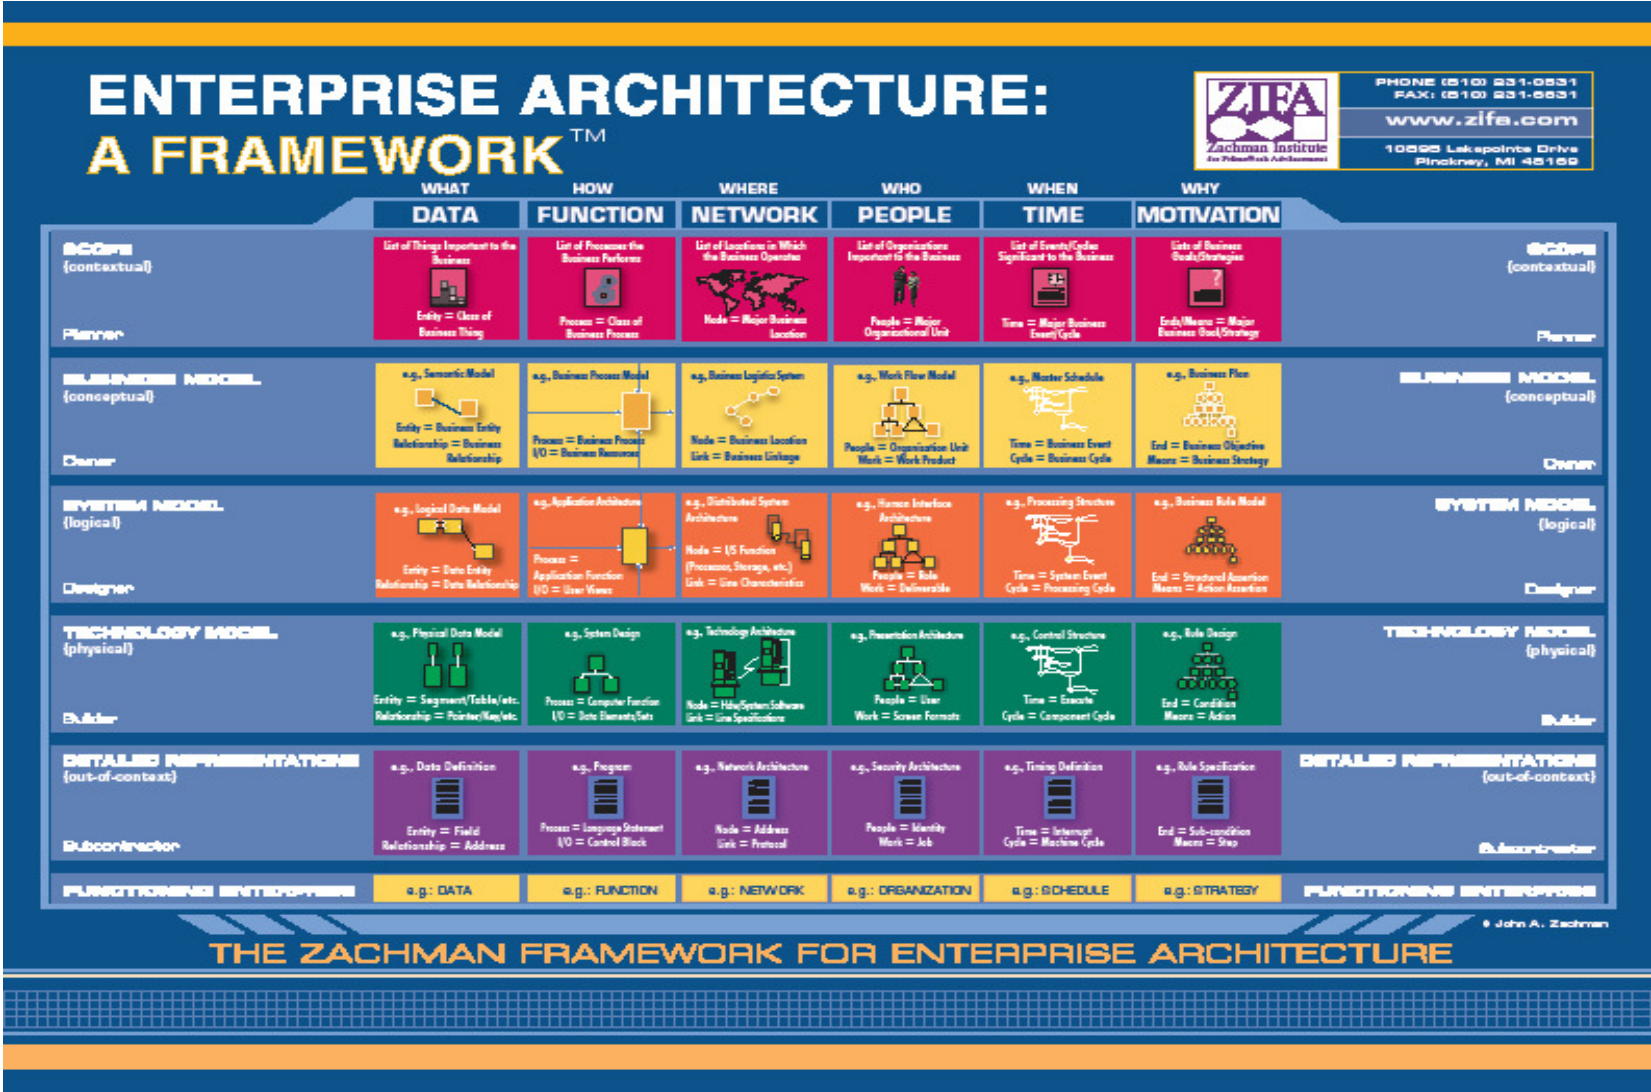 ENTERPRISE ARCHITECTURE:
A FRAMEWORK™
ZIFA
Zachman Institute
for Framework Advancement
PHONE (810) 231-0531
FAX: (810) 231-6631
www.zifa.com
10895 Lakepointe Drive
Pinckney, MI 48169
WHAT HOW WHERE WHO WHEN WHY
DATA FUNCTION NETWORK PEOPLE TIME MOTIVATION
SCOPE
{contextual}
Planner
List of Things Important to the
Business
Entity = Class of
Business Thing
List of Processes the
Business Performs
Process = Class of
Business Process
List of Locations in Which
the Business Operates
Node = Major Business
Location
List of Organizations
Important to the Business
People = Major
Organizational Unit
List of Events/Cycles
Significant to the Business
Time = Major Business
Event/Cycle
Lists of Business
Goals/Strategies
Ends/Means = Major
Business Goal/Strategy
SCOPE
{contextual}
Planner
BUSINESS MODEL
{conceptual}
Owner
e.g., Semantic Model
Entity = Business Entity
Relationship = Business
Relationship
e.g., Business Process Model
Process = Business Process
I/O = Business Resources
e.g., Business Logistics System
Node = Business Location
Link = Business Linkage
e.g., Work Flow Model
People = Organization Unit
Work = Work Product
e.g., Master Schedule
Time = Business Event
Cycle = Business Cycle
e.g., Business Plan
End = Business Objective
Means = Business Strategy
BUSINESS MODEL
{conceptual}
Owner
SYSTEM MODEL
{logical}
Designer
e.g., Logical Data Model
Entity = Data Entity
Relationship = Data Relationship
e.g., Application Architecture
Process =
Application Function
I/O = User Views
e.g., Distributed System
Architecture
Node = I/S Function
(Processor, Storage, etc.)
Link = Line Characteristics
e.g., Human Interface
Architecture
People = Role
Work = Deliverable
e.g., Processing Structure
Time = System Event
Cycle = Processing Cycle
e.g., Business Rule Model
End = Structural Assertion
Means = Action Assertion
SYSTEM MODEL
{logical}
Designer
TECHNOLOGY MODEL
{physical}
Builder
e.g., Physical Data Model
Entity = Segment/Table/etc.
Relationship = Pointer/Key/etc.
e.g., System Design
Process = Computer Function
I/O = Data Elements/Sets
e.g., Technology Architecture
Node = Hdw/System Software
Link = Line Specifications
e.g., Presentation Architecture
People = User
Work = Screen Formats
e.g., Control Structure
Time = Execute
Cycle = Component Cycle
e.g., Rule Design
End = Condition
Means = Action
TECHNOLOGY MODEL
{physical}
Builder
DETAILED REPRESENTATIONS
{out-of-context}
Subcontractor
e.g., Data Definition
Entity = Field
Relationship = Address
e.g., Program
Process = Language Statement
I/O = Control Block
e.g., Network Architecture
Node = Address
Link = Protocol
e.g., Security Architecture
People = Identity
Work = Job
e.g., Timing Definition
Time = Interrupt
Cycle = Machine Cycle
e.g., Rule Specification
End = Sub-condition
Means = Step
DETAILED REPRESENTATIONS
{out-of-context}
Subcontractor
FUNCTIONING ENTERPRISE
e.g.: DATA
e.g.: FUNCTION
e.g.: NETWORK
e.g.: ORGANIZATION
e.g.: SCHEDULE
e.g.: STRATEGY
FUNCTIONING ENTERPRISE
John A. Zachman
THE ZACHMAN FRAMEWORK FOR ENTERPRISE ARCHITECTURE